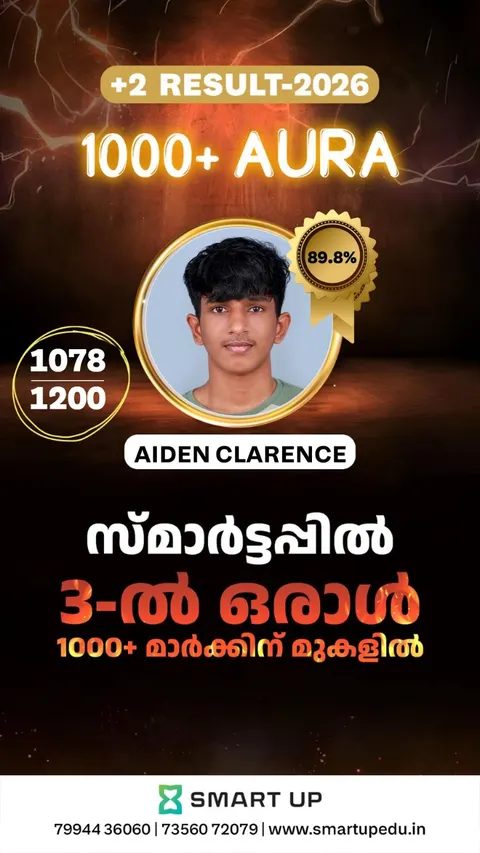 +2 RESULT-2026
1000+ AURA
89.8%
1078
1200
AIDEN CLARENCE
സ്മാർട്ടപ്പിൽ
3-ൽ ഒരാൾ
1000+ മാർക്കിന് മുകളിൽ
SMART UP
79944 36060 | 73560 72079 | www.smartupedu.in